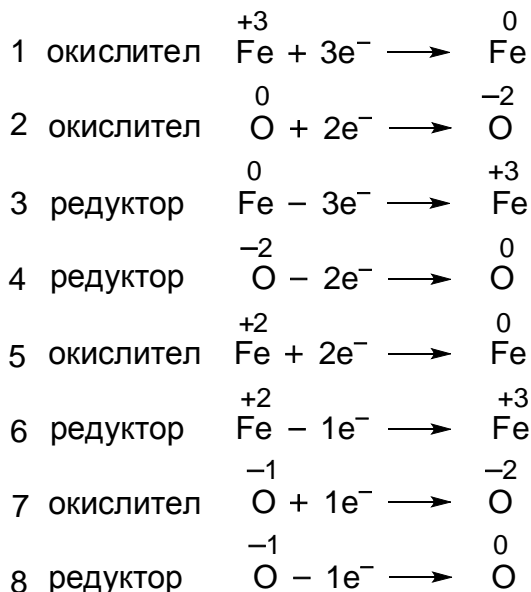 +3 0
1 окислител Fe + 3e⁻ ⟶ Fe
0 –2
2 окислител O + 2e⁻ ⟶ O
0 +3
3 редуктор Fe – 3e⁻ ⟶ Fe
–2 0
4 редуктор O – 2e⁻ ⟶ O
+2 0
5 окислител Fe + 2e⁻ ⟶ Fe
+2 +3
6 редуктор Fe – 1e⁻ ⟶ Fe
–1 –2
7 окислител O + 1e⁻ ⟶ O
–1 0
8 редуктор O – 1e⁻ ⟶ O